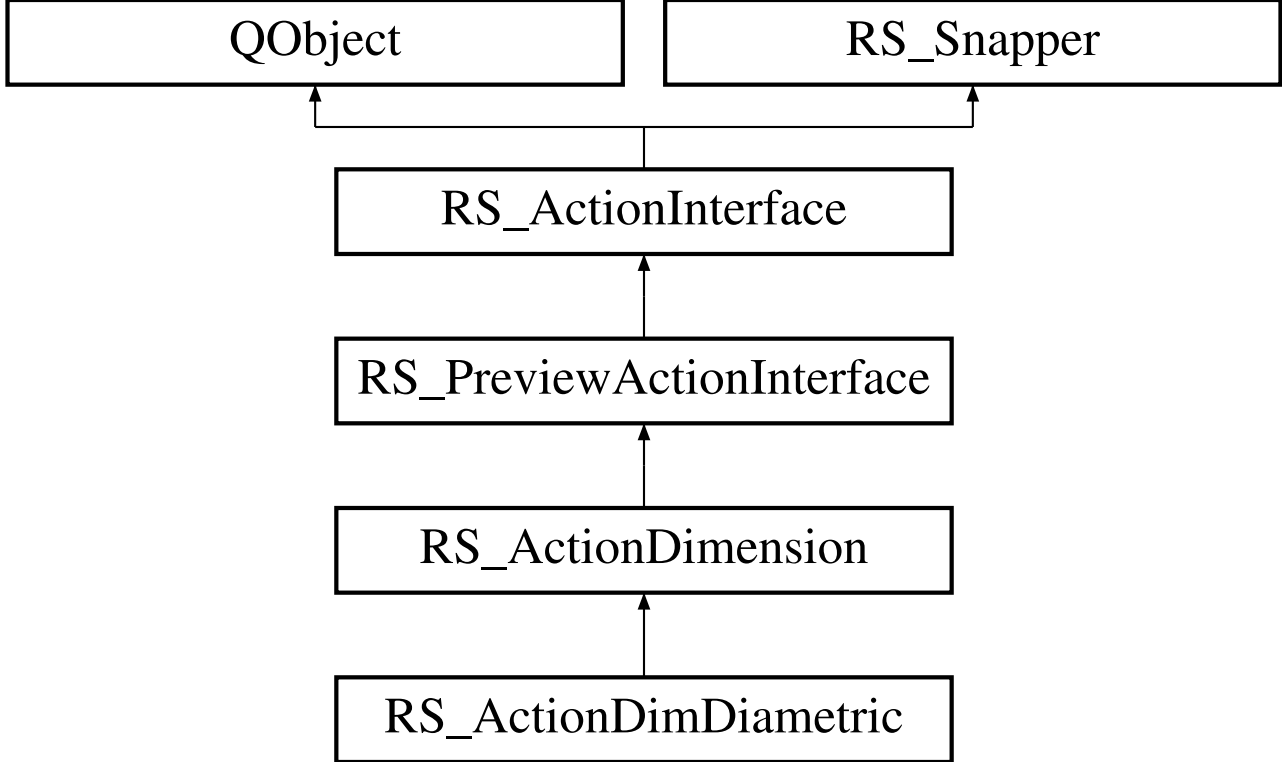 QObject
RS_Snapper
RS_ActionInterface
RS_PreviewActionInterface
RS_ActionDimension
RS_ActionDimDiametric